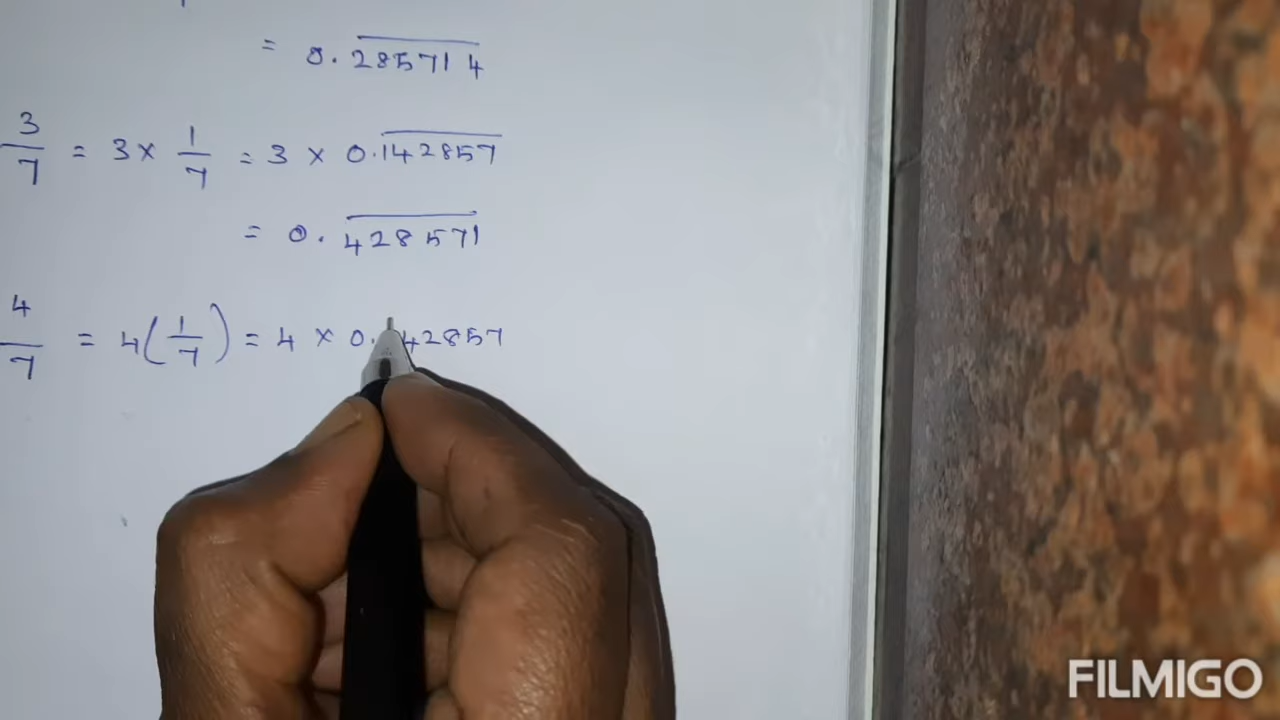 = 0.285714
3/7 = 3 × 1/7 = 3 × 0.142857
= 0.428571
4/7 = 4(1/7) = 4 × 0.142857
FILMIGO